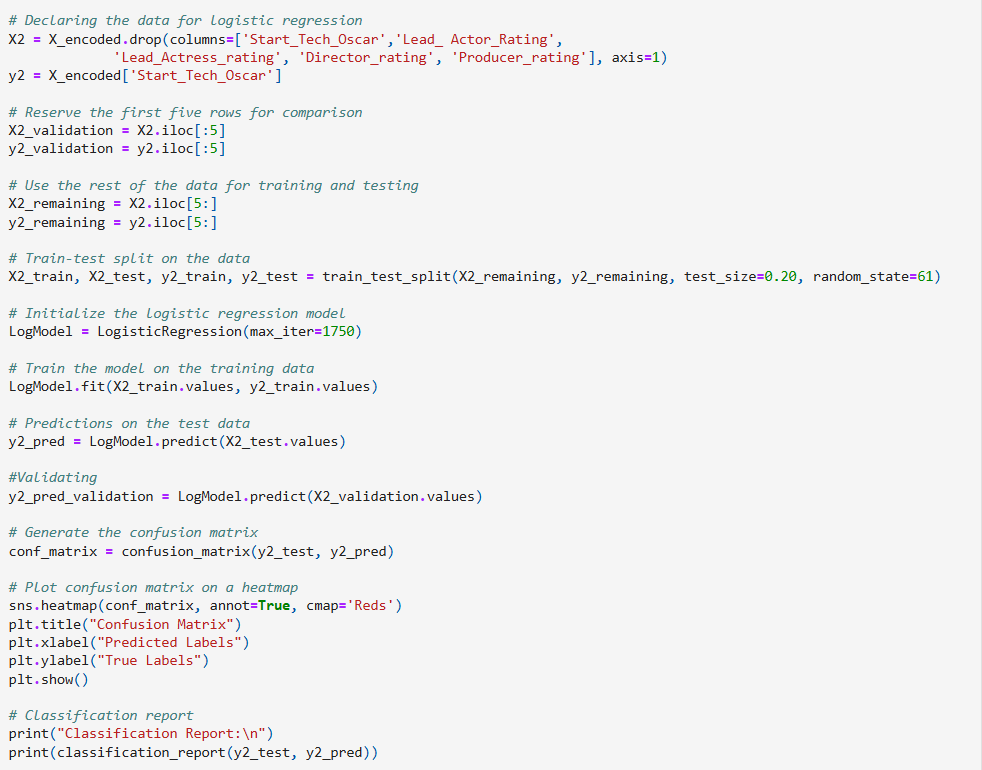 # Declaring the data for logistic regression
X2 = X_encoded.drop(columns=['Start_Tech_Oscar','Lead_ Actor_Rating',
             'Lead_Actress_rating', 'Director_rating', 'Producer_rating'], axis=1)
y2 = X_encoded['Start_Tech_Oscar']

# Reserve the first five rows for comparison
X2_validation = X2.iloc[:5]
y2_validation = y2.iloc[:5]

# Use the rest of the data for training and testing
X2_remaining = X2.iloc[5:]
y2_remaining = y2.iloc[5:]

# Train-test split on the data
X2_train, X2_test, y2_train, y2_test = train_test_split(X2_remaining, y2_remaining, test_size=0.20, random_state=61)

# Initialize the logistic regression model
LogModel = LogisticRegression(max_iter=1750)

# Train the model on the training data
LogModel.fit(X2_train.values, y2_train.values)

# Predictions on the test data
y2_pred = LogModel.predict(X2_test.values)

#Validating
y2_pred_validation = LogModel.predict(X2_validation.values)

# Generate the confusion matrix
conf_matrix = confusion_matrix(y2_test, y2_pred)

# Plot confusion matrix on a heatmap
sns.heatmap(conf_matrix, annot=True, cmap='Reds')
plt.title("Confusion Matrix")
plt.xlabel("Predicted Labels")
plt.ylabel("True Labels")
plt.show()

# Classification report
print("Classification Report:\n")
print(classification_report(y2_test, y2_pred))